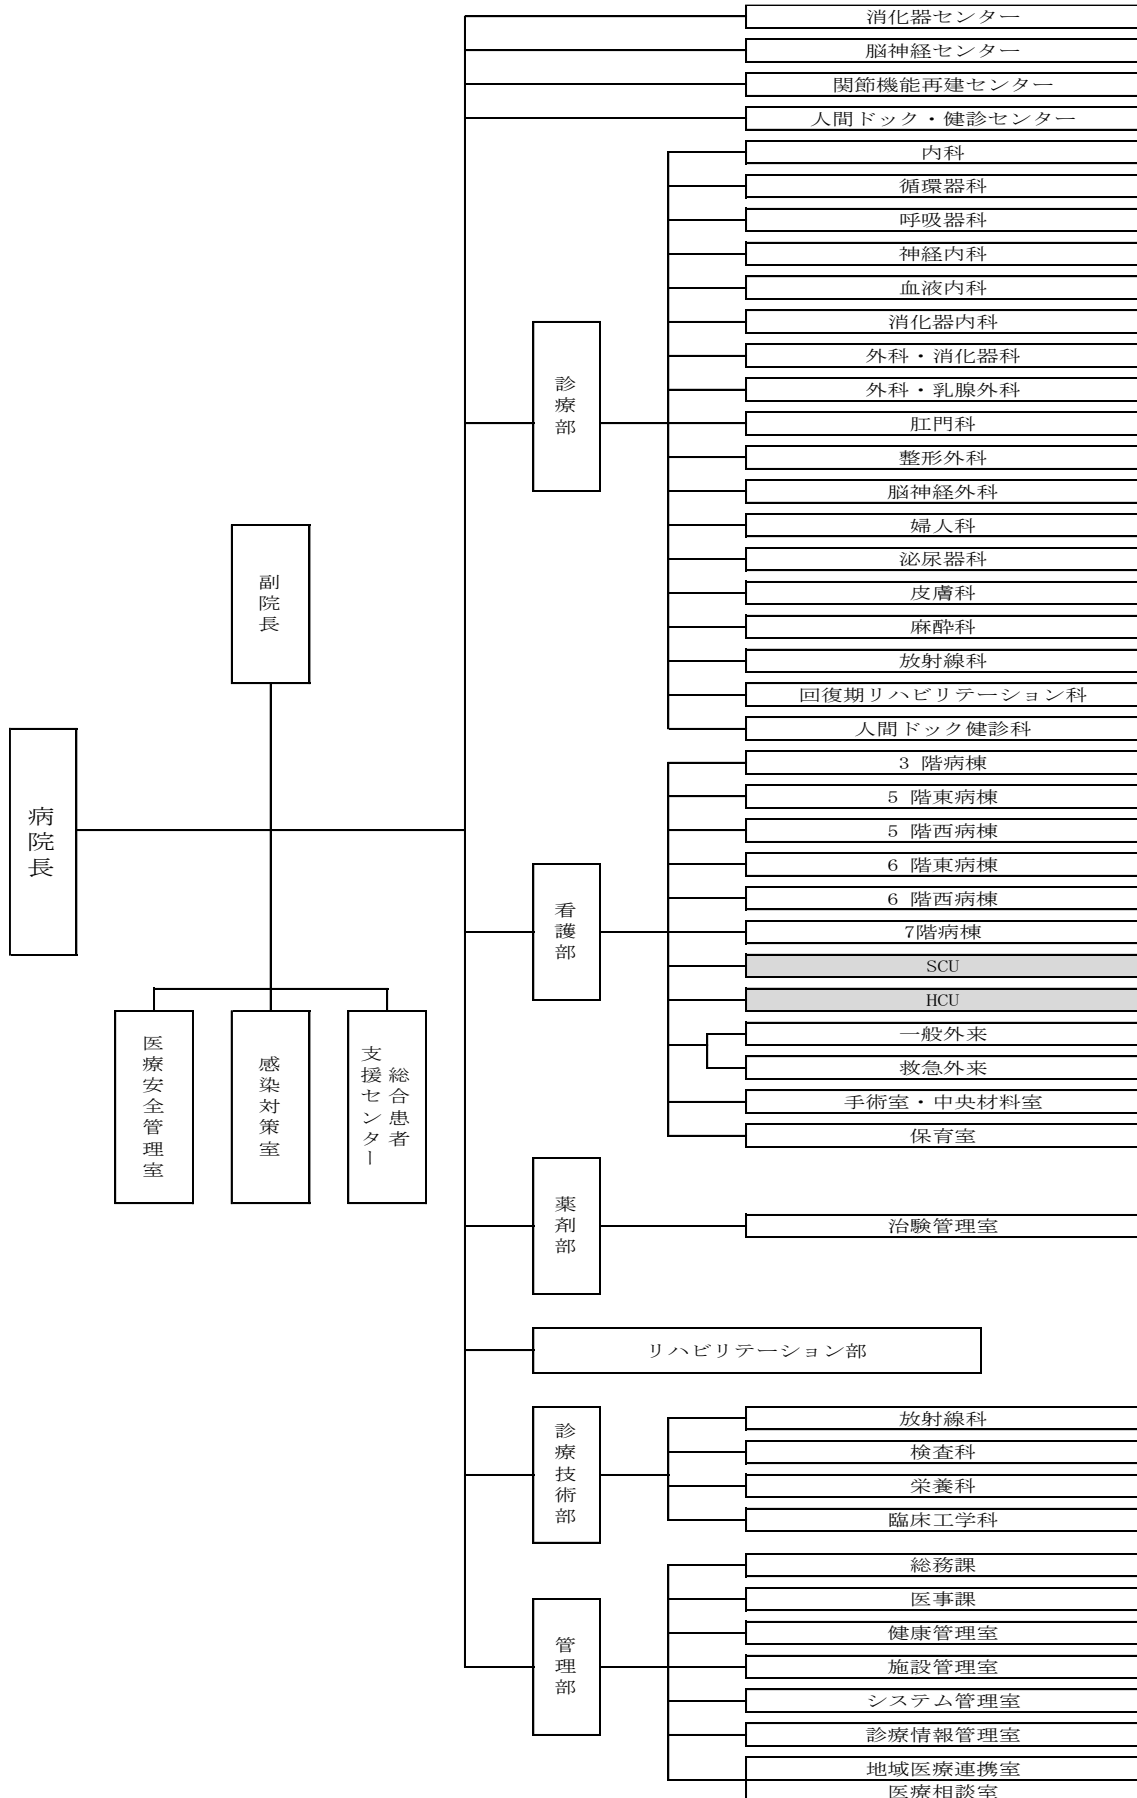 病院長
副院長
医療安全管理室
感染対策室
総合患者
支援センター
消化器センター
脳神経センター
関節機能再建センター
人間ドック・健診センター
診療部
内科
循環器科
呼吸器科
神経内科
血液内科
消化器内科
外科・消化器科
外科・乳腺外科
肛門科
整形外科
脳神経外科
婦人科
泌尿器科
皮膚科
麻酔科
放射線科
回復期リハビリテーション科
人間ドック健診科
看護部
3 階病棟
5 階東病棟
5 階西病棟
6 階東病棟
6 階西病棟
7階病棟
SCU
HCU
一般外来
救急外来
手術室・中央材料室
保育室
薬剤部
治験管理室
リハビリテーション部
診療技術部
放射線科
検査科
栄養科
臨床工学科
管理部
総務課
医事課
健康管理室
施設管理室
システム管理室
診療情報管理室
地域医療連携室
医療相談室